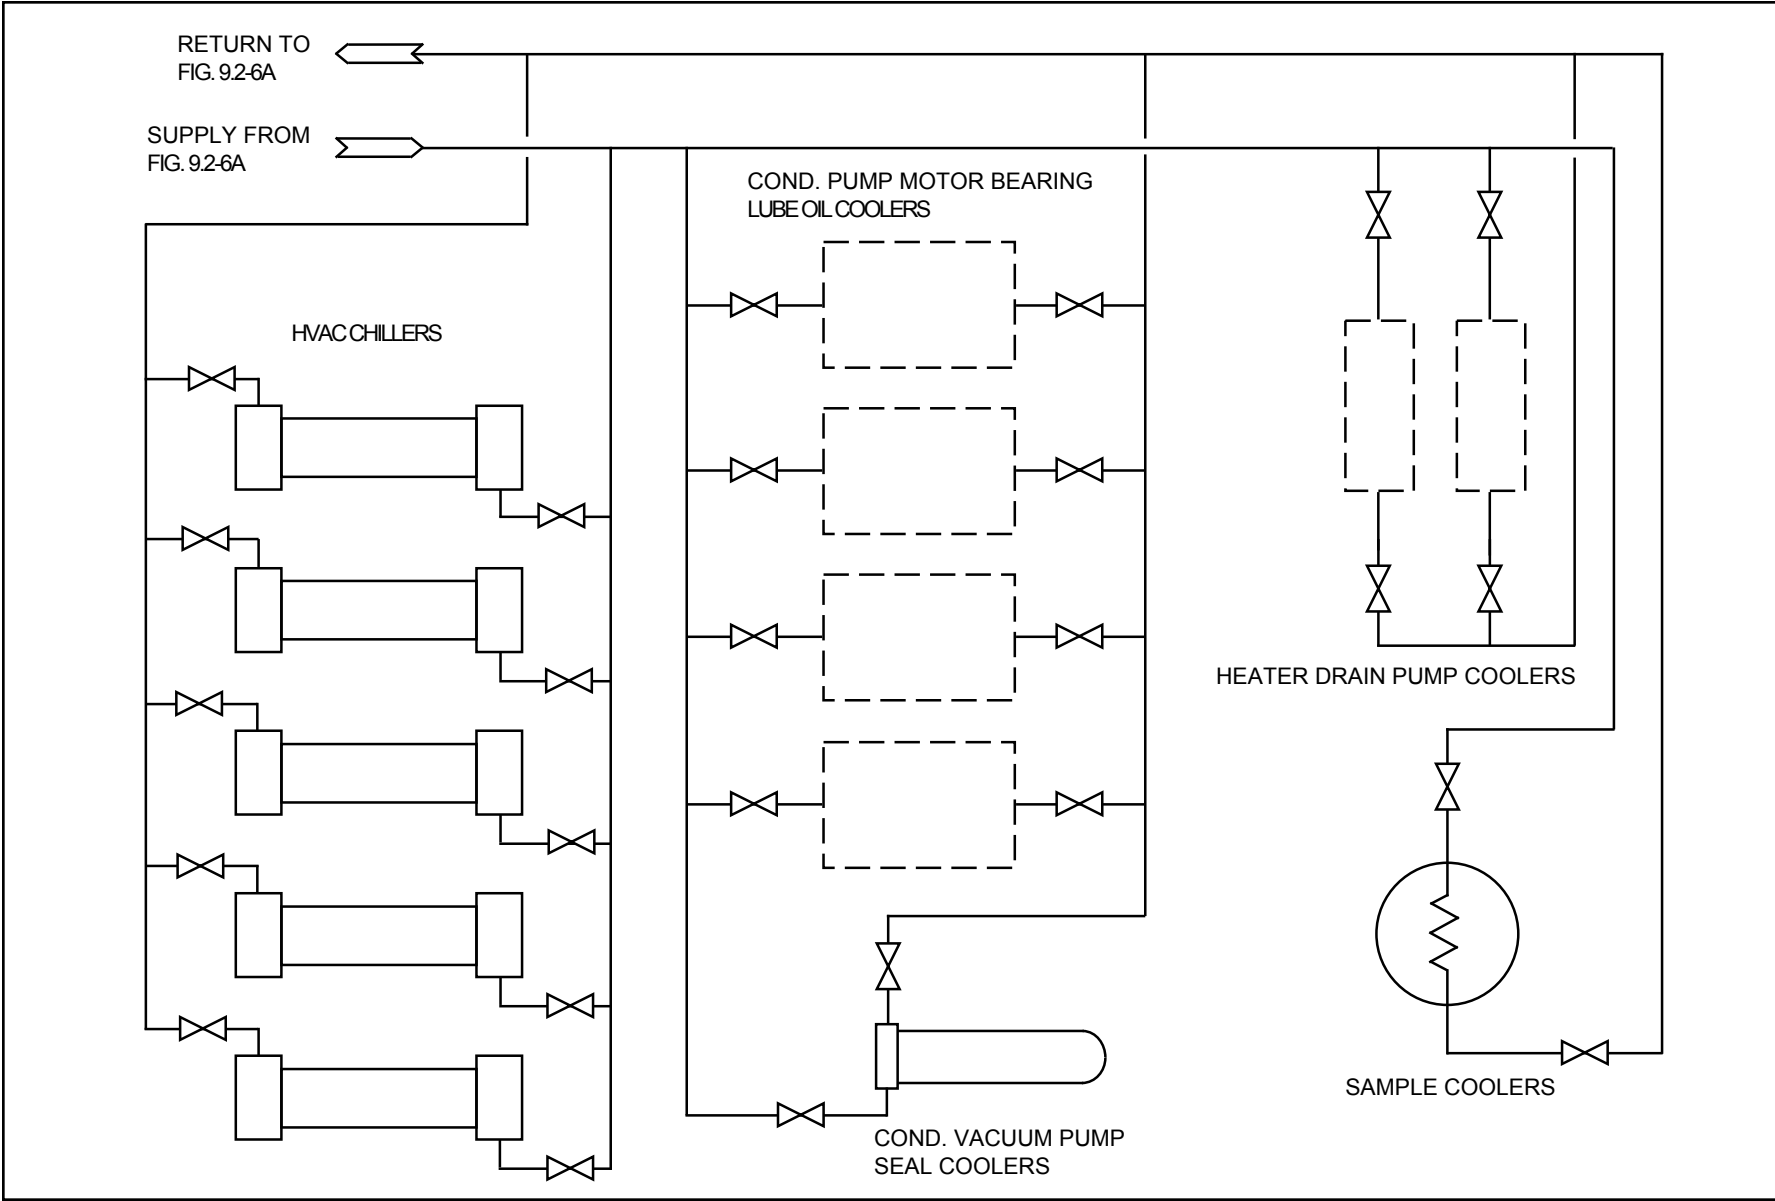 RETURN TO
FIG. 9.2-6A
SUPPLY FROM
FIG. 9.2-6A
COND. PUMP MOTOR BEARING
LUBE OIL COOLERS
HVAC CHILLERS
HEATER DRAIN PUMP COOLERS
SAMPLE COOLERS
COND. VACUUM PUMP
SEAL COOLERS